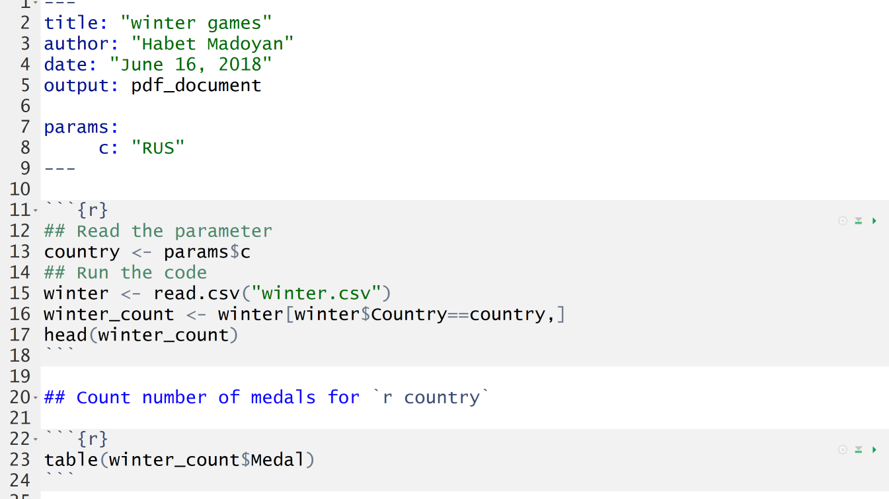 1 ---
2 title: "winter games"
3 author: "Habet Madoyan"
4 date: "June 16, 2018"
5 output: pdf_document
6
7 params:
8      c: "RUS"
9 ---
10
11 ```{r}
12 ## Read the parameter
13 country <- params$c
14 ## Run the code
15 winter <- read.csv("winter.csv")
16 winter_count <- winter[winter$Country==country,]
17 head(winter_count)
18 ```
19
20 ## Count number of medals for `r country`
21
22 ```{r}
23 table(winter_count$Medal)
24 ```
25